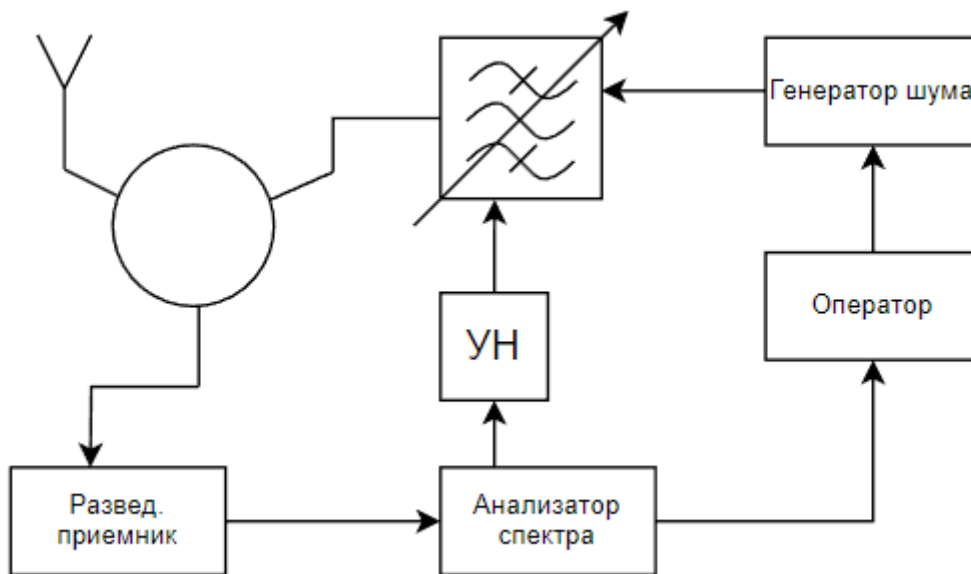 Генератор шума
Оператор
УН
Развед.
приемник
Анализатор
спектра